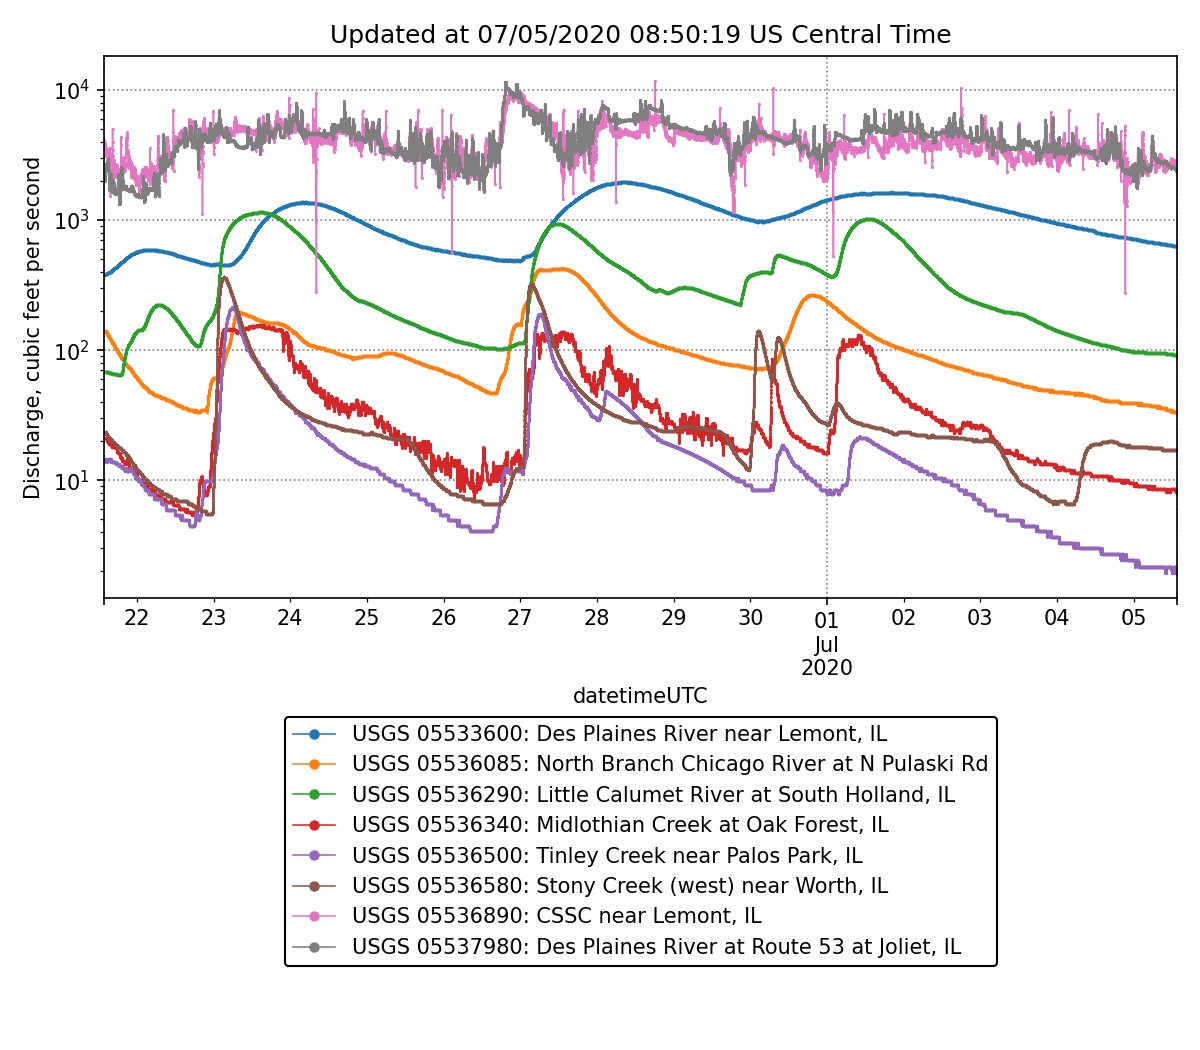 Updated at 07/05/2020 08:50:19 US Central Time
Discharge, cubic feet per second
10^4
10^3
10^2
10^1
22 23 24 25 26 27 28 29 30 01 02 03 04 05
Jul
2020
datetimeUTC
USGS 05533600: Des Plaines River near Lemont, IL
USGS 05536085: North Branch Chicago River at N Pulaski Rd
USGS 05536290: Little Calumet River at South Holland, IL
USGS 05536340: Midlothian Creek at Oak Forest, IL
USGS 05536500: Tinley Creek near Palos Park, IL
USGS 05536580: Stony Creek (west) near Worth, IL
USGS 05536890: CSSC near Lemont, IL
USGS 05537980: Des Plaines River at Route 53 at Joliet, IL